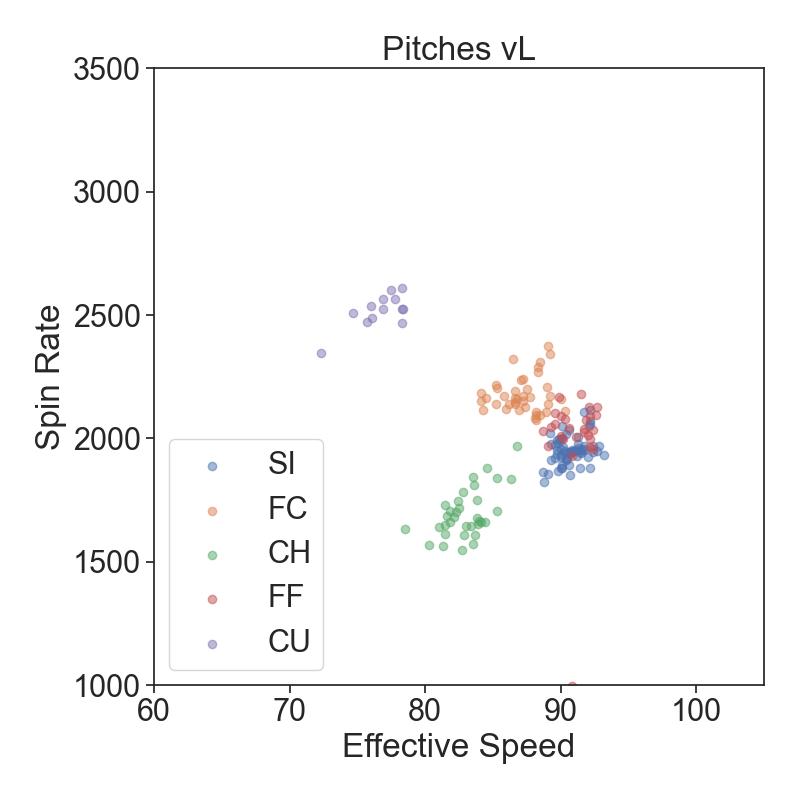 Pitches vL
3500
3000
2500
2000
1500
1000
Spin Rate
SI
FC
CH
FF
CU
60 70 80 90 100
Effective Speed